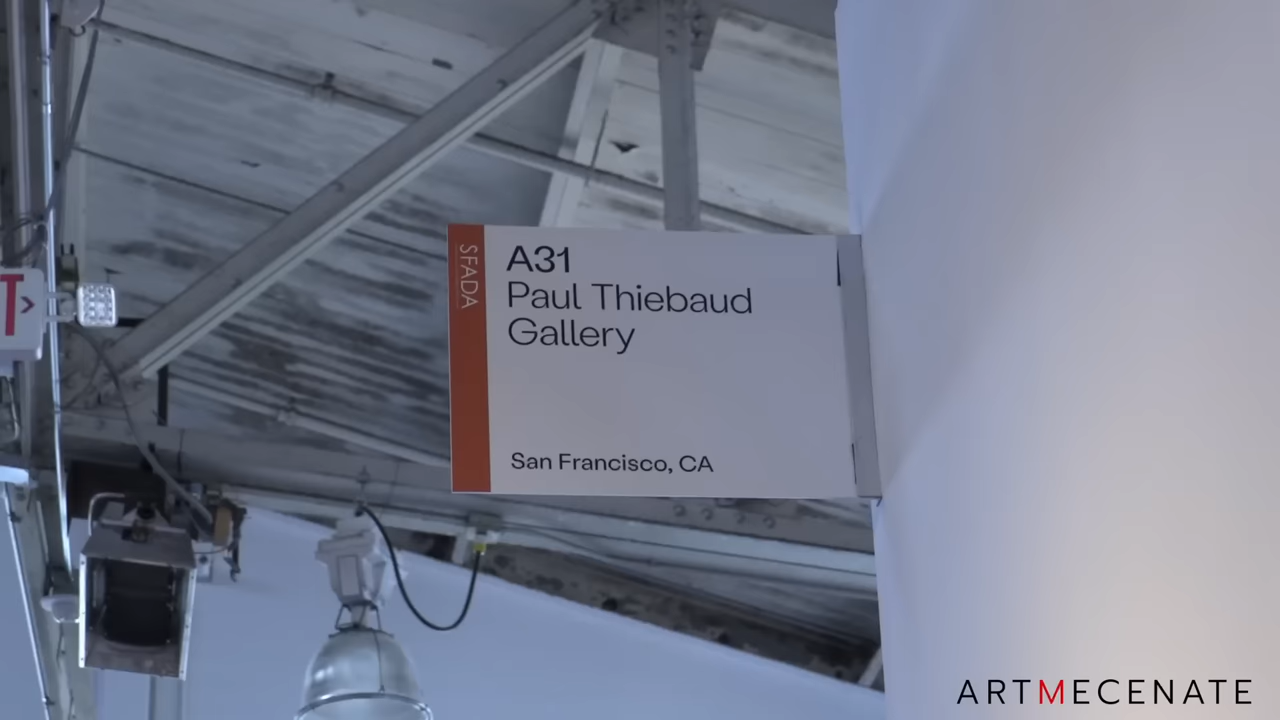 SFADA
A31
Paul Thiebaud
Gallery
San Francisco, CA
T>
ARTMECENATE